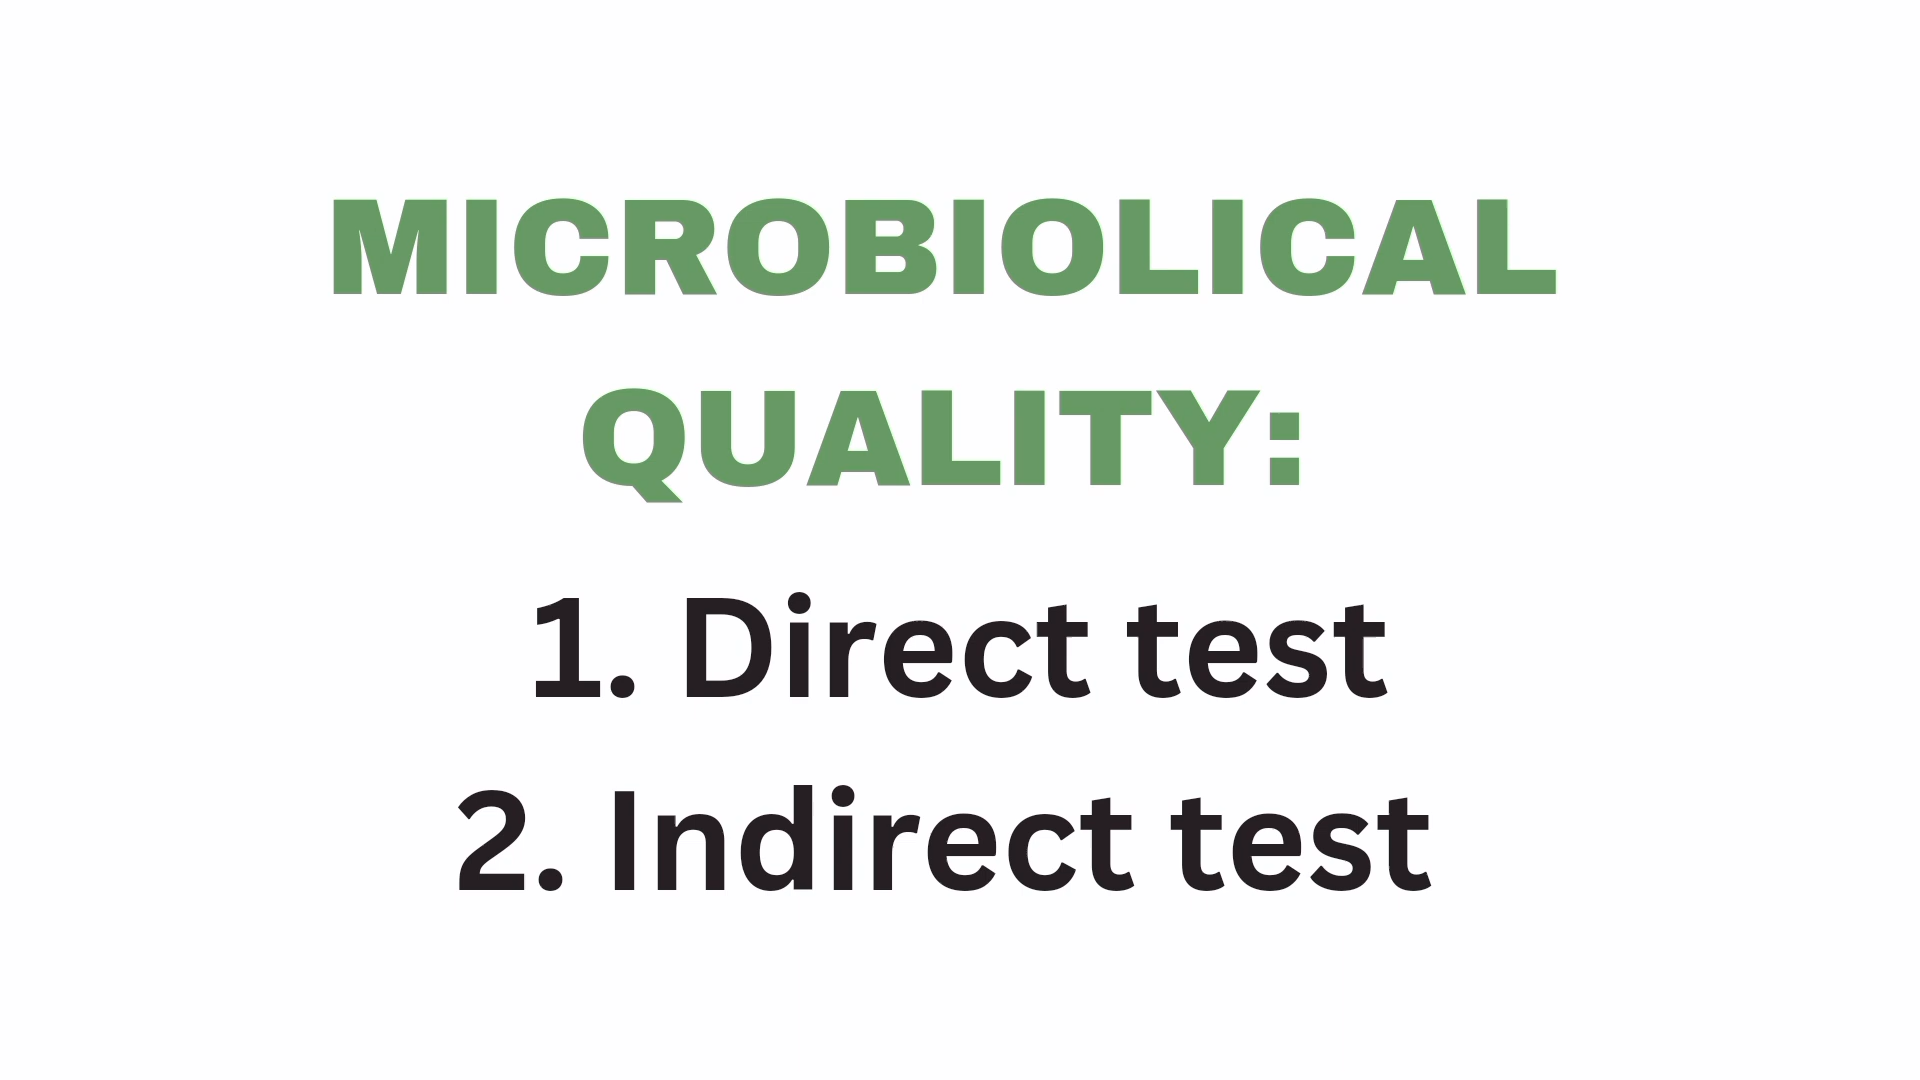 MICROBIOLICAL
QUALITY:
1. Direct test
2. Indirect test